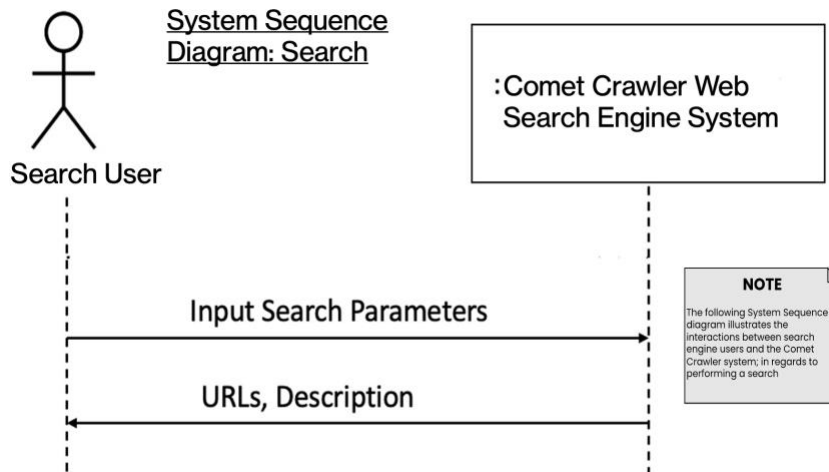 System Sequence
Diagram: Search
:Comet Crawler Web
Search Engine System
Search User
Input Search Parameters
NOTE
The following System Sequence
diagram illustrates the
interactions between search
engine users and the Comet
Crawler system; in regards to
performing a search
URLs, Description